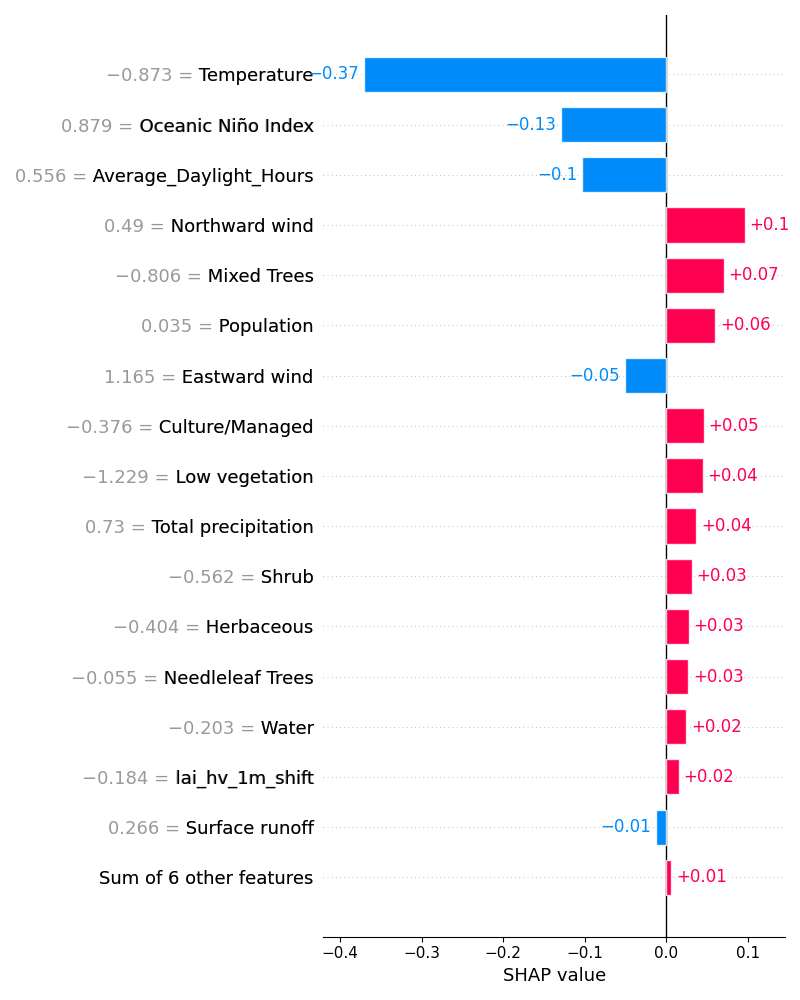 −0.873 = Temperature −0.37
0.879 = Oceanic Niño Index −0.13
0.556 = Average_Daylight_Hours −0.1
0.49 = Northward wind +0.1
−0.806 = Mixed Trees +0.07
0.035 = Population +0.06
1.165 = Eastward wind −0.05
−0.376 = Culture/Managed +0.05
−1.229 = Low vegetation +0.04
0.73 = Total precipitation +0.04
−0.562 = Shrub +0.03
−0.404 = Herbaceous +0.03
−0.055 = Needleleaf Trees +0.03
−0.203 = Water +0.02
−0.184 = lai_hv_1m_shift +0.02
0.266 = Surface runoff −0.01
Sum of 6 other features +0.01
−0.4 −0.3 −0.2 −0.1 0.0 0.1
SHAP value